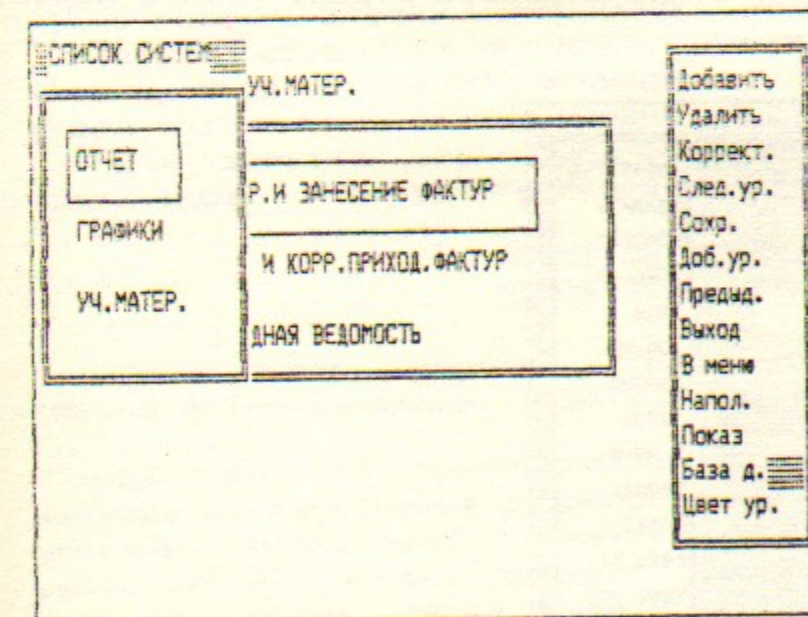 СПИСОК СИСТЕМ
ОТЧЕТ
ГРАФИКИ
УЧ.МАТЕР.
УЧ.МАТЕР.
Р.И ЗАНЕСЕНИЕ ФАКТУР
И КОРР.ПРИХОД.ФАКТУР
ДНАЯ ВЕДОМОСТЬ
Добавить
Удалить
Коррект.
След.ур.
Сохр.
Доб.ур.
Предыд.
Выход
В меню
Напол.
Показ
База д.
Цвет ур.